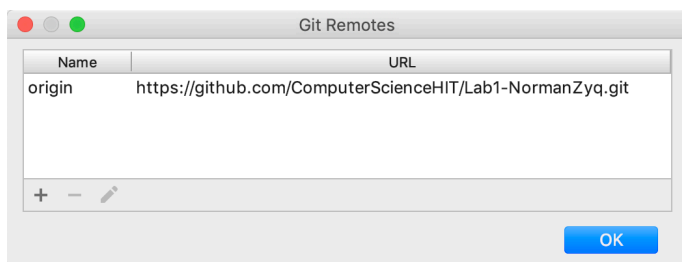 Git Remotes
Name URL
origin https://github.com/ComputerScienceHIT/Lab1-NormanZyq.git
OK